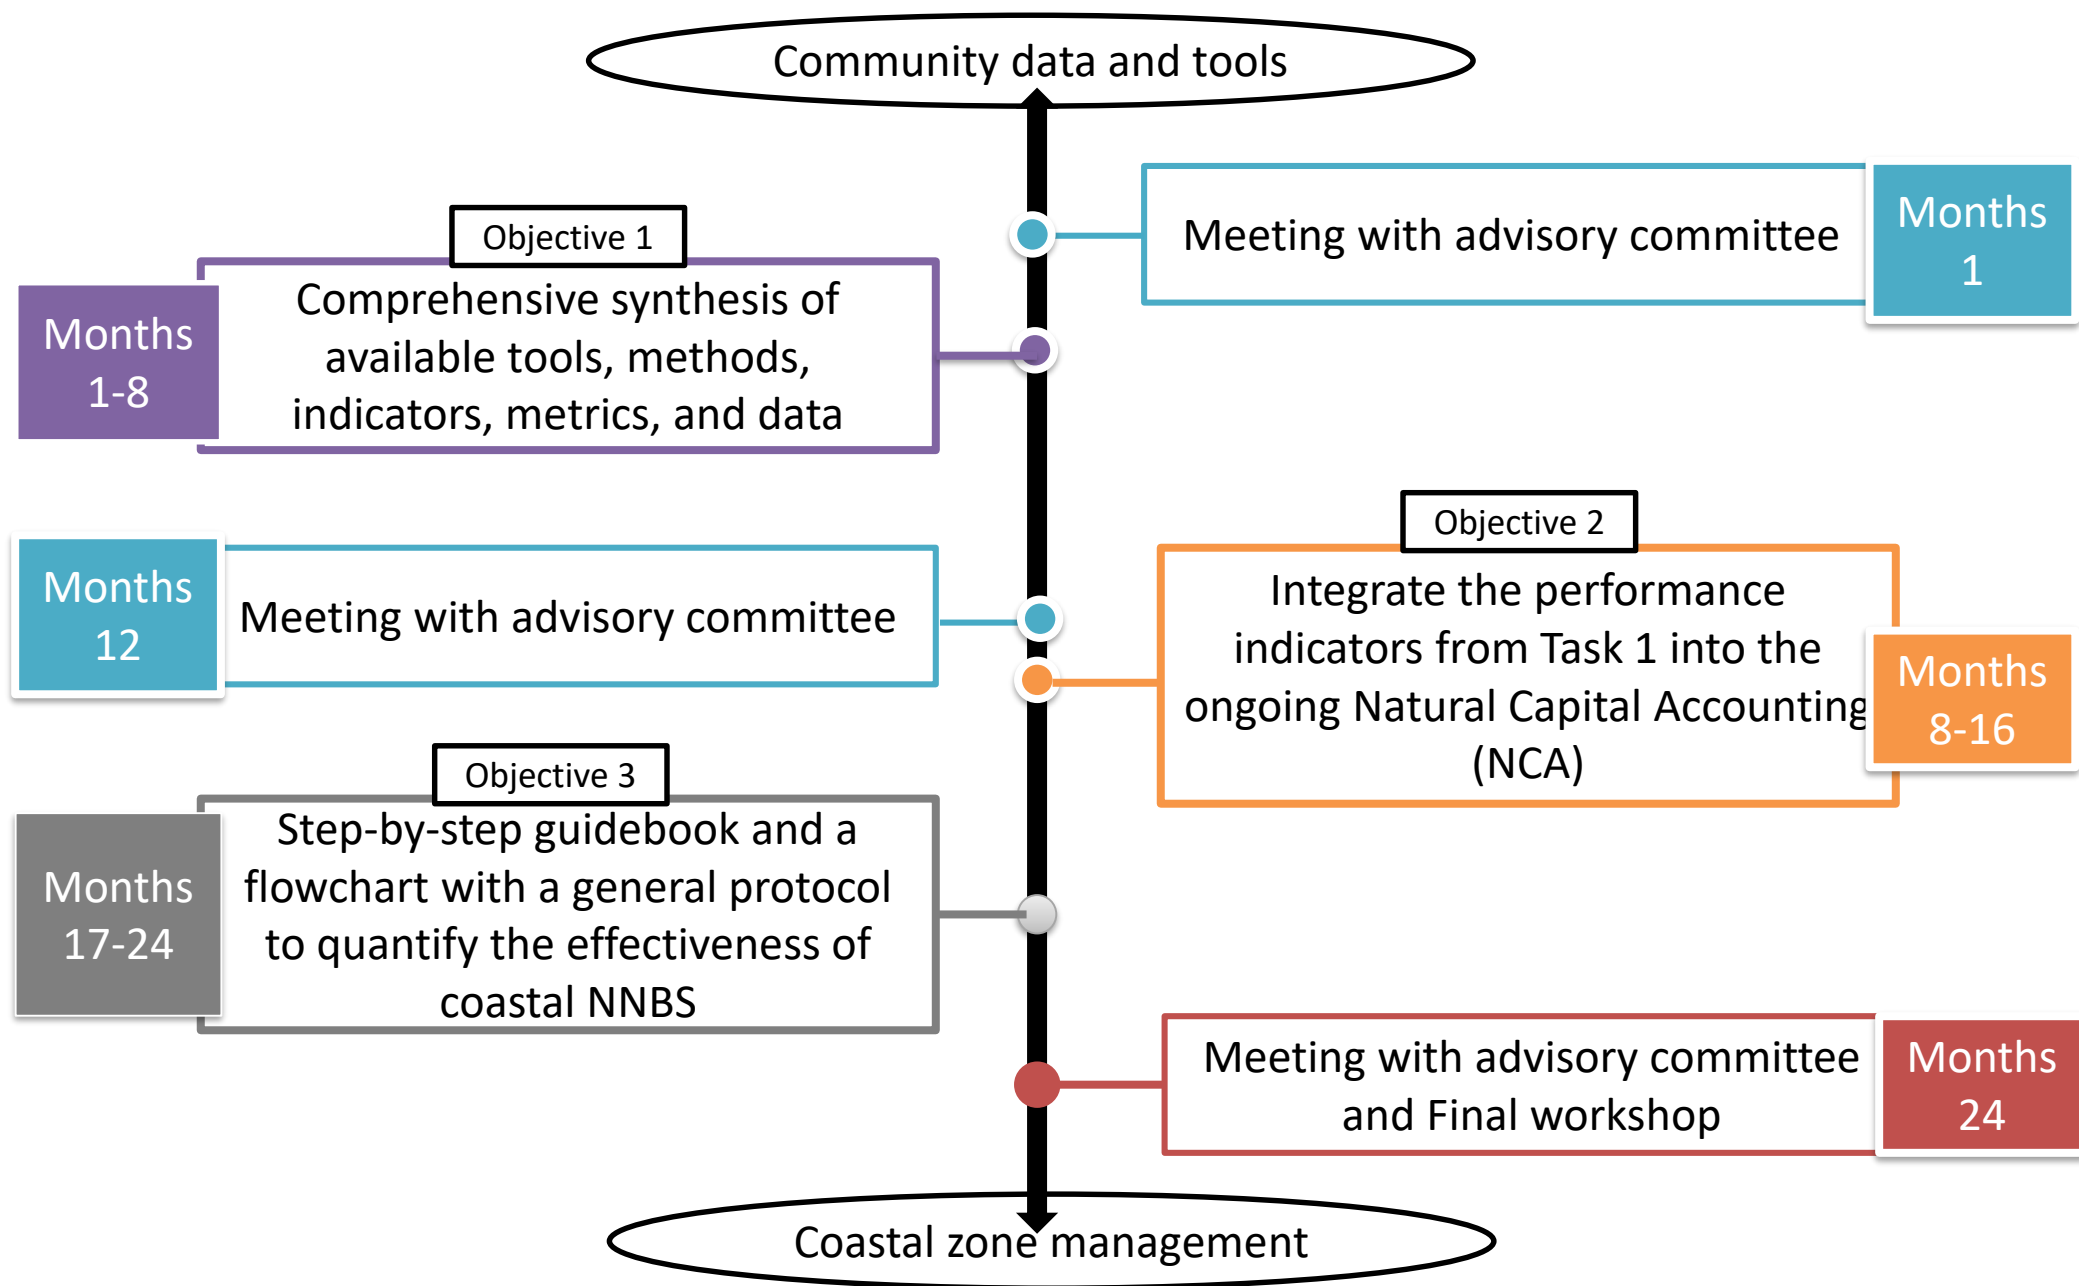 Community data and tools
Meeting with advisory committee
Months
1
Objective 1
Months
1-8
Comprehensive synthesis of
available tools, methods,
indicators, metrics, and data
Months
12
Meeting with advisory committee
Objective 2
Integrate the performance
indicators from Task 1 into the
ongoing Natural Capital Accounting
(NCA)
Months
8-16
Objective 3
Months
17-24
Step-by-step guidebook and a
flowchart with a general protocol
to quantify the effectiveness of
coastal NNBS
Meeting with advisory committee
and Final workshop
Months
24
Coastal zone management